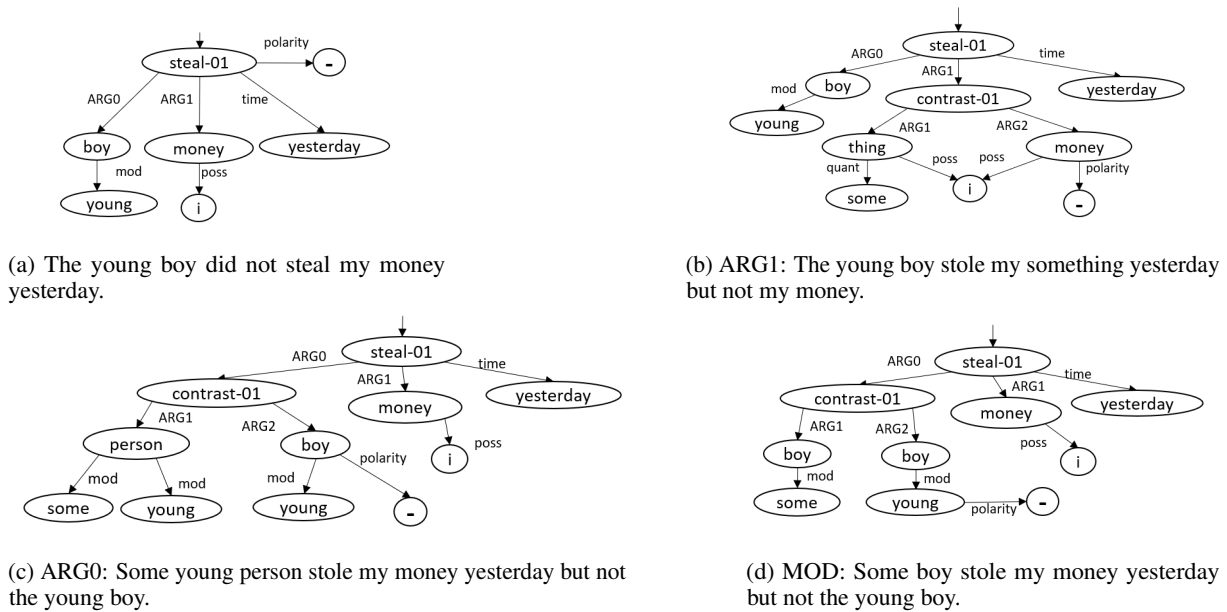 polarity
steal-01
-
ARG0
ARG1
time
boy
money
yesterday
mod
poss
young
i
(a) The young boy did not steal my money
yesterday.
steal-01
ARG0
ARG1
time
boy
yesterday
mod
contrast-01
young
ARG1
ARG2
thing
money
quant
poss
poss
i
polarity
some
-
(b) ARG1: The young boy stole my something yesterday
but not my money.
steal-01
ARG0
time
ARG1
contrast-01
yesterday
money
ARG1
ARG2
person
boy
poss
i
mod
mod
mod
polarity
some
young
young
-
(c) ARG0: Some young person stole my money yesterday but not
the young boy.
steal-01
ARG0
time
ARG1
contrast-01
yesterday
money
ARG1
ARG2
poss
boy
boy
i
mod
mod
some
young
polarity
-
(d) MOD: Some boy stole my money yesterday
but not the young boy.